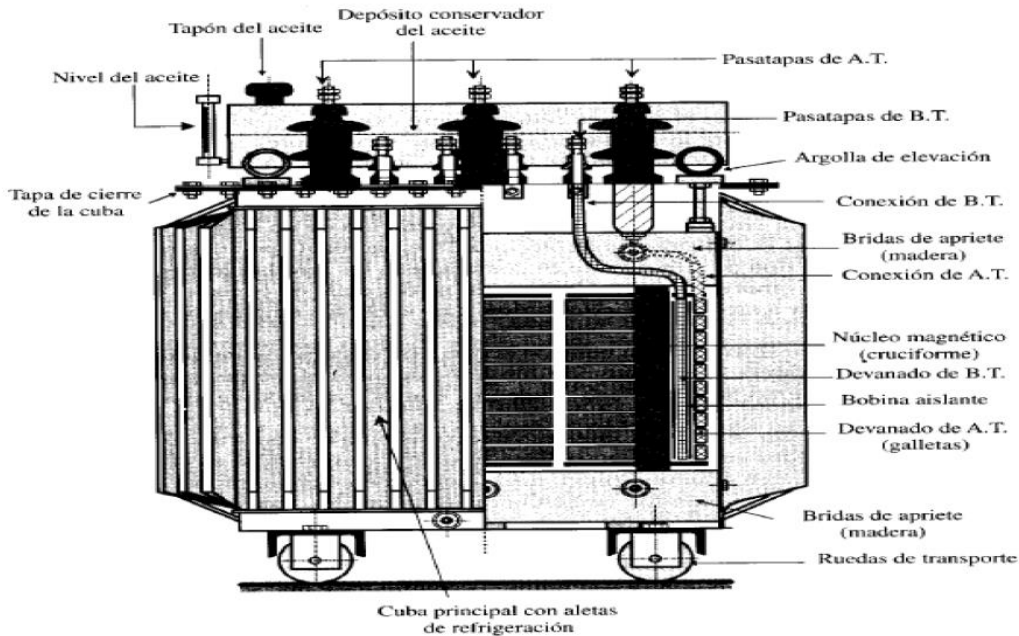 Depósito conservador
del aceite
Tapón del aceite
Nivel del aceite
Pasatapas de A.T.
Pasatapas de B.T.
Argolla de elevación
Tapa de cierre
de la cuba
Conexión de B.T.
Bridas de apriete
(madera)
Conexión de A.T.
Núcleo magnético
(cruciforme)
Devanado de B.T.
Bobina aislante
Devanado de A.T.
(galletas)
Bridas de apriete
(madera)
Ruedas de transporte
Cuba principal con aletas
de refrigeración